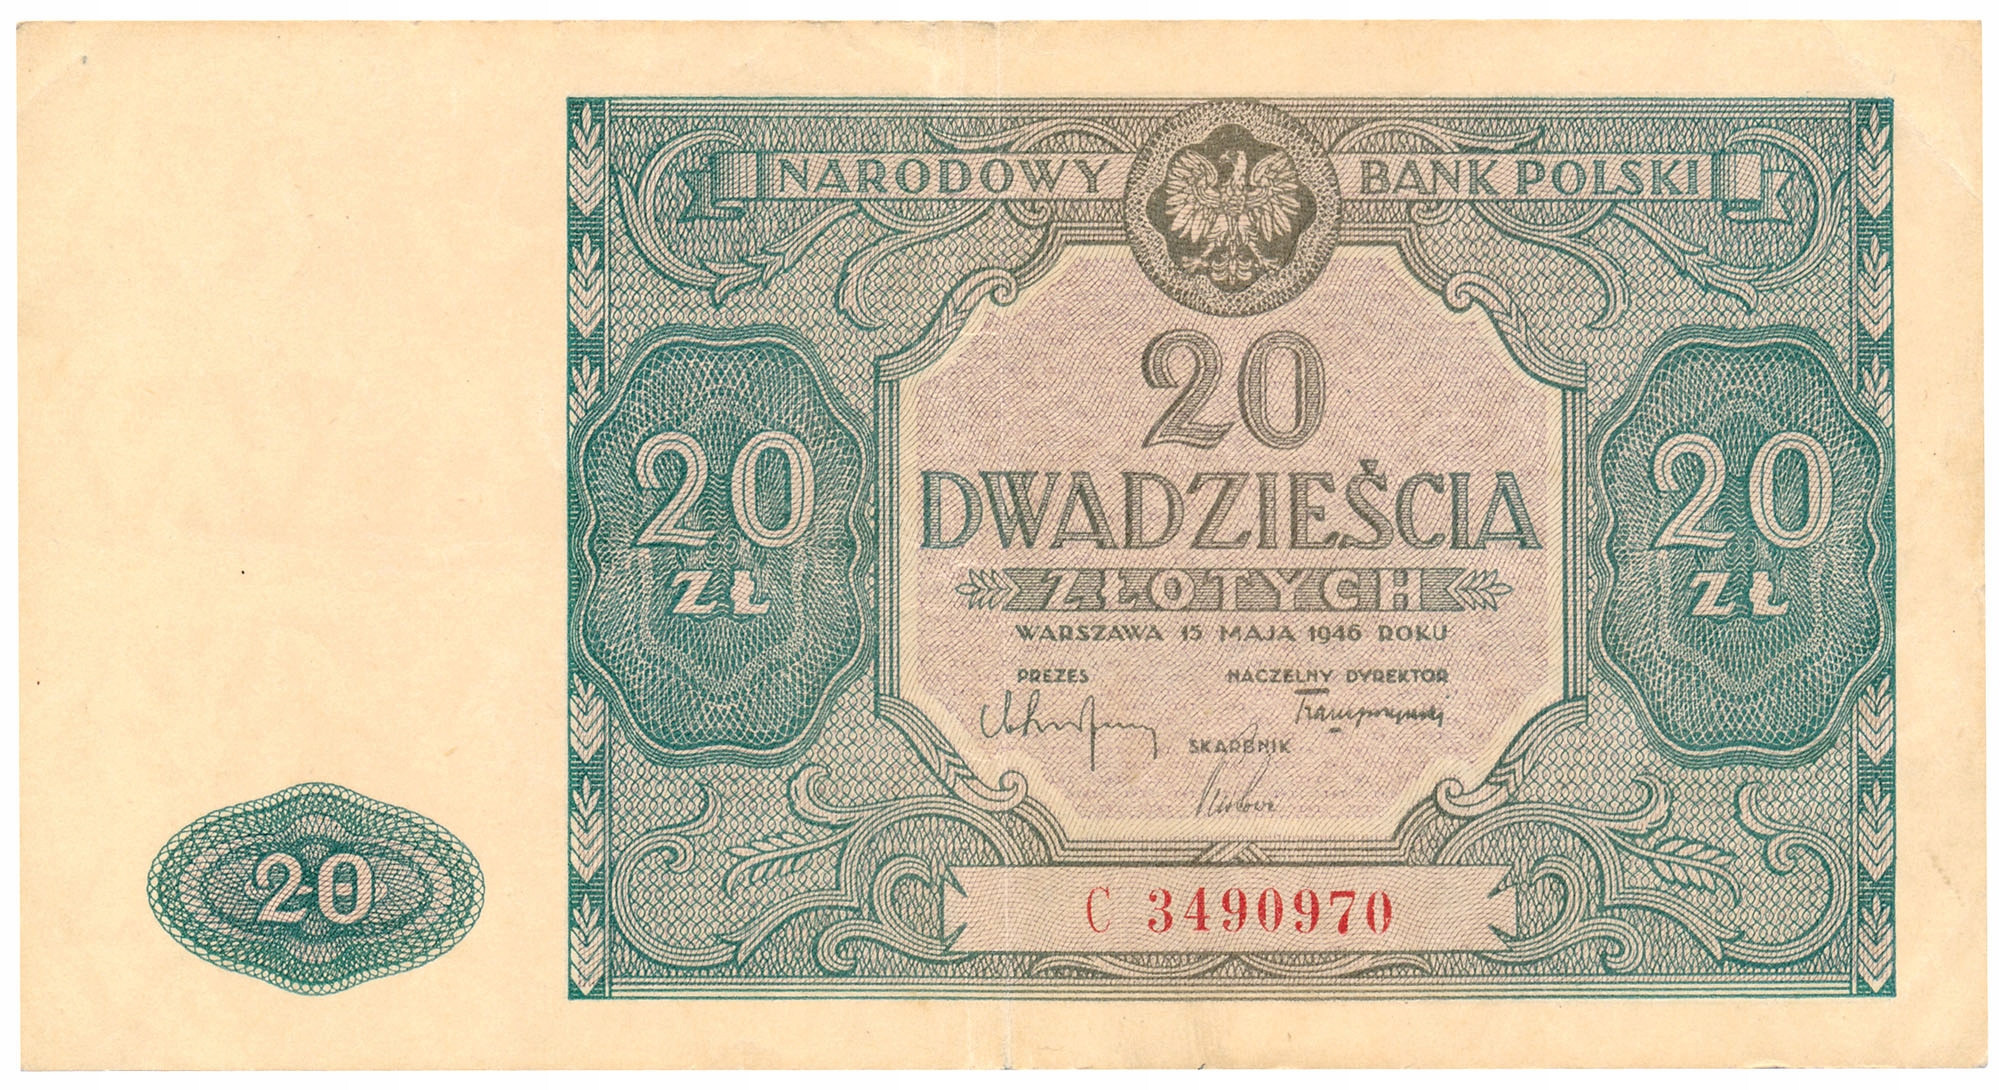 NARODOWY BANK POLSKI
20
DWADZIEŚCIA
ZŁOTYCH
WARSZAWA 15 MAJA 1946 ROKU
PREZES NACZELNY DYREKTOR
SKARBNIK
20 ZŁ
20 ZŁ
20
C 3490970